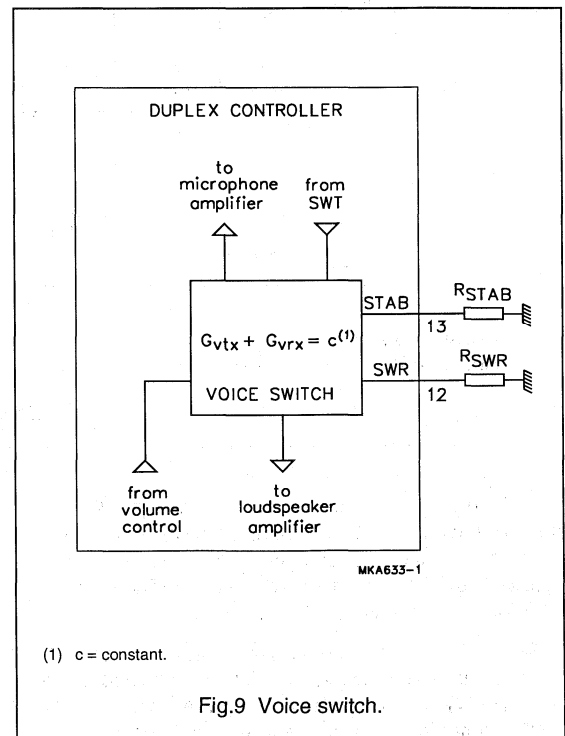 DUPLEX CONTROLLER
to
microphone
amplifier
from
SWT
STAB
RSTAB
13
Gvtx + Gvrx = c(1)
SWR
RSWR
12
VOICE SWITCH
from
volume
control
to
loudspeaker
amplifier
MKA633-1
(1) c = constant.
Fig.9 Voice switch.